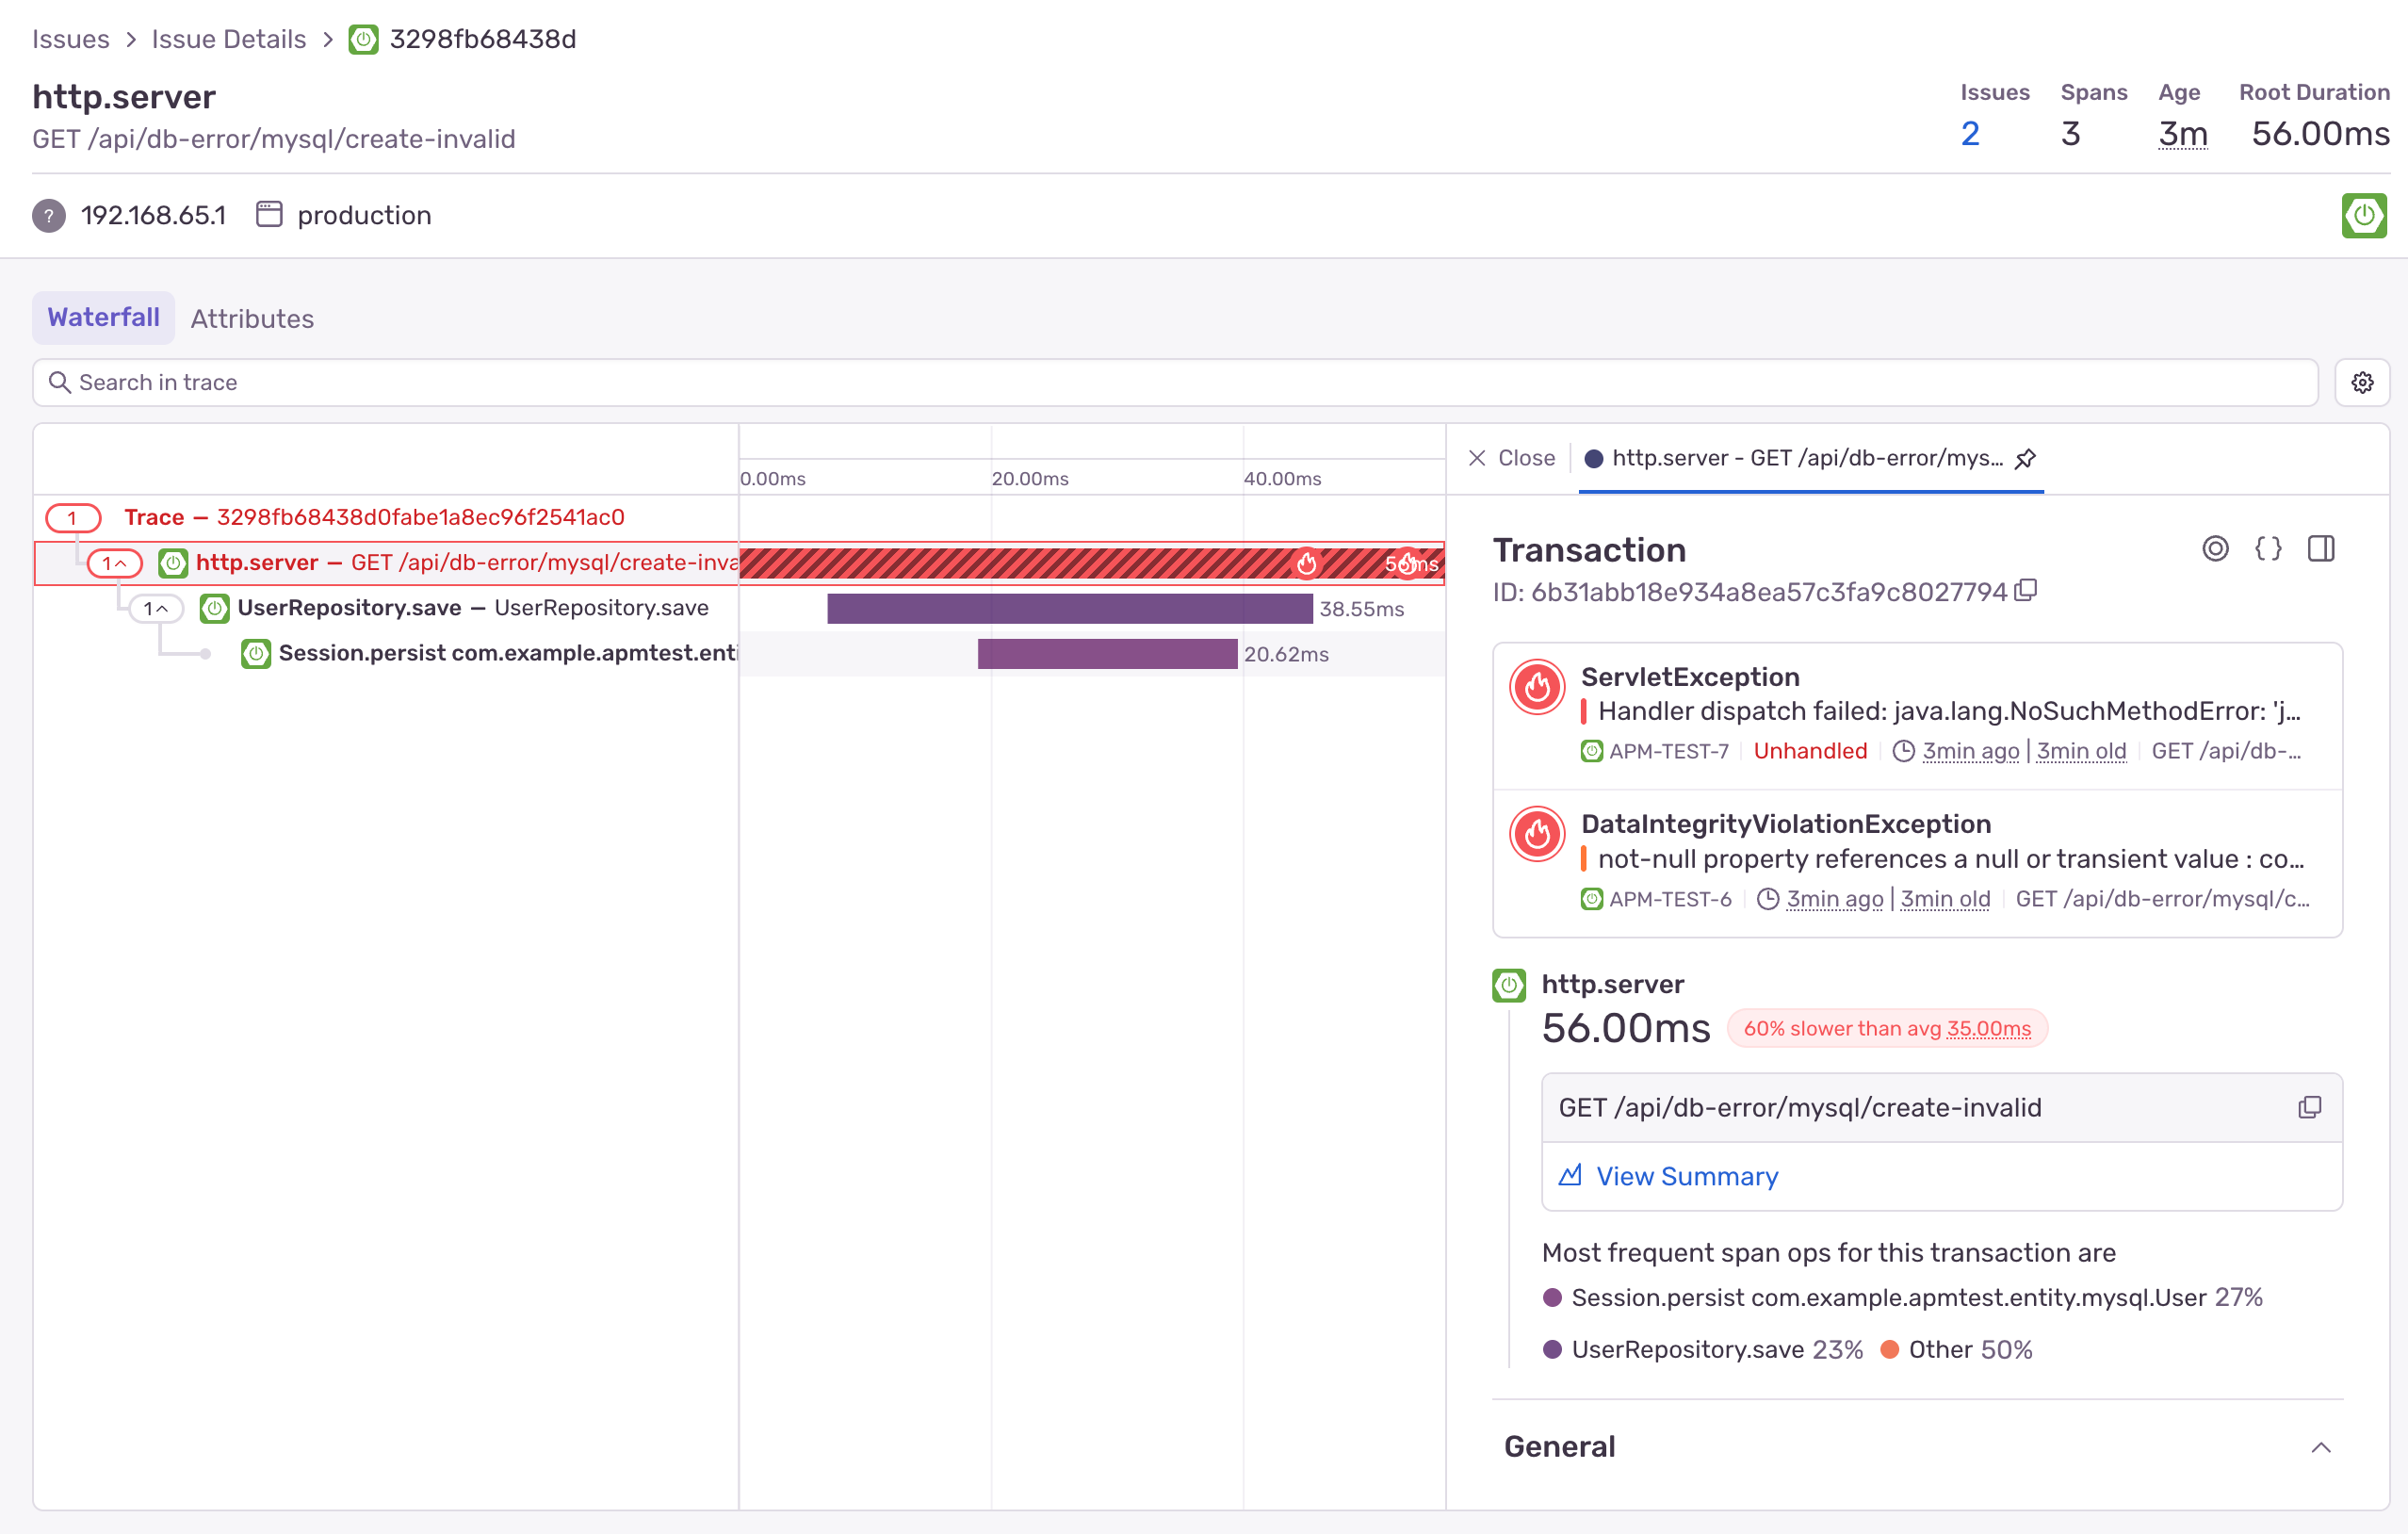 Issues > Issue Details > 3298fb68438d
http.server
GET /api/db-error/mysql/create-invalid
Issues Spans Age Root Duration
2 3 3m 56.00ms
? 192.168.65.1 production
Waterfall Attributes
Search in trace
0.00ms 20.00ms 40.00ms
1 Trace — 3298fb68438d0fabe1a8ec96f2541ac0
1 http.server — GET /api/db-error/mysql/create-inva
56ms
1 UserRepository.save — UserRepository.save
38.55ms
Session.persist com.example.apmtest.enti
20.62ms
Close http.server - GET /api/db-error/mys...
Transaction
ID: 6b31abb18e934a8ea57c3fa9c8027794
ServletException
Handler dispatch failed: java.lang.NoSuchMethodError: 'j...
APM-TEST-7 Unhandled 3min ago | 3min old GET /api/db-...
DataIntegrityViolationException
not-null property references a null or transient value : co...
APM-TEST-6 3min ago | 3min old GET /api/db-error/mysql/c...
http.server
56.00ms 60% slower than avg 35.00ms
GET /api/db-error/mysql/create-invalid
View Summary
Most frequent span ops for this transaction are
Session.persist com.example.apmtest.entity.mysql.User 27%
UserRepository.save 23% Other 50%
General